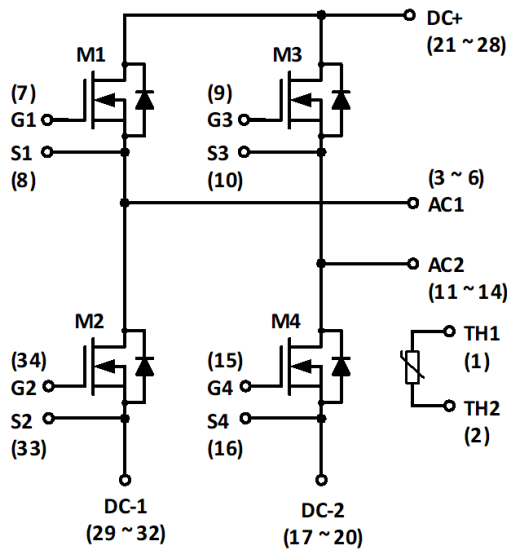 DC+
(21 ~ 28)
M1
M3
(7)
G1
S1
(8)
(9)
G3
S3
(10)
(3 ~ 6)
AC1
AC2
(11 ~ 14)
M2
M4
(34)
G2
S2
(33)
(15)
G4
S4
(16)
TH1
(1)
TH2
(2)
DC-1
(29 ~ 32)
DC-2
(17 ~ 20)